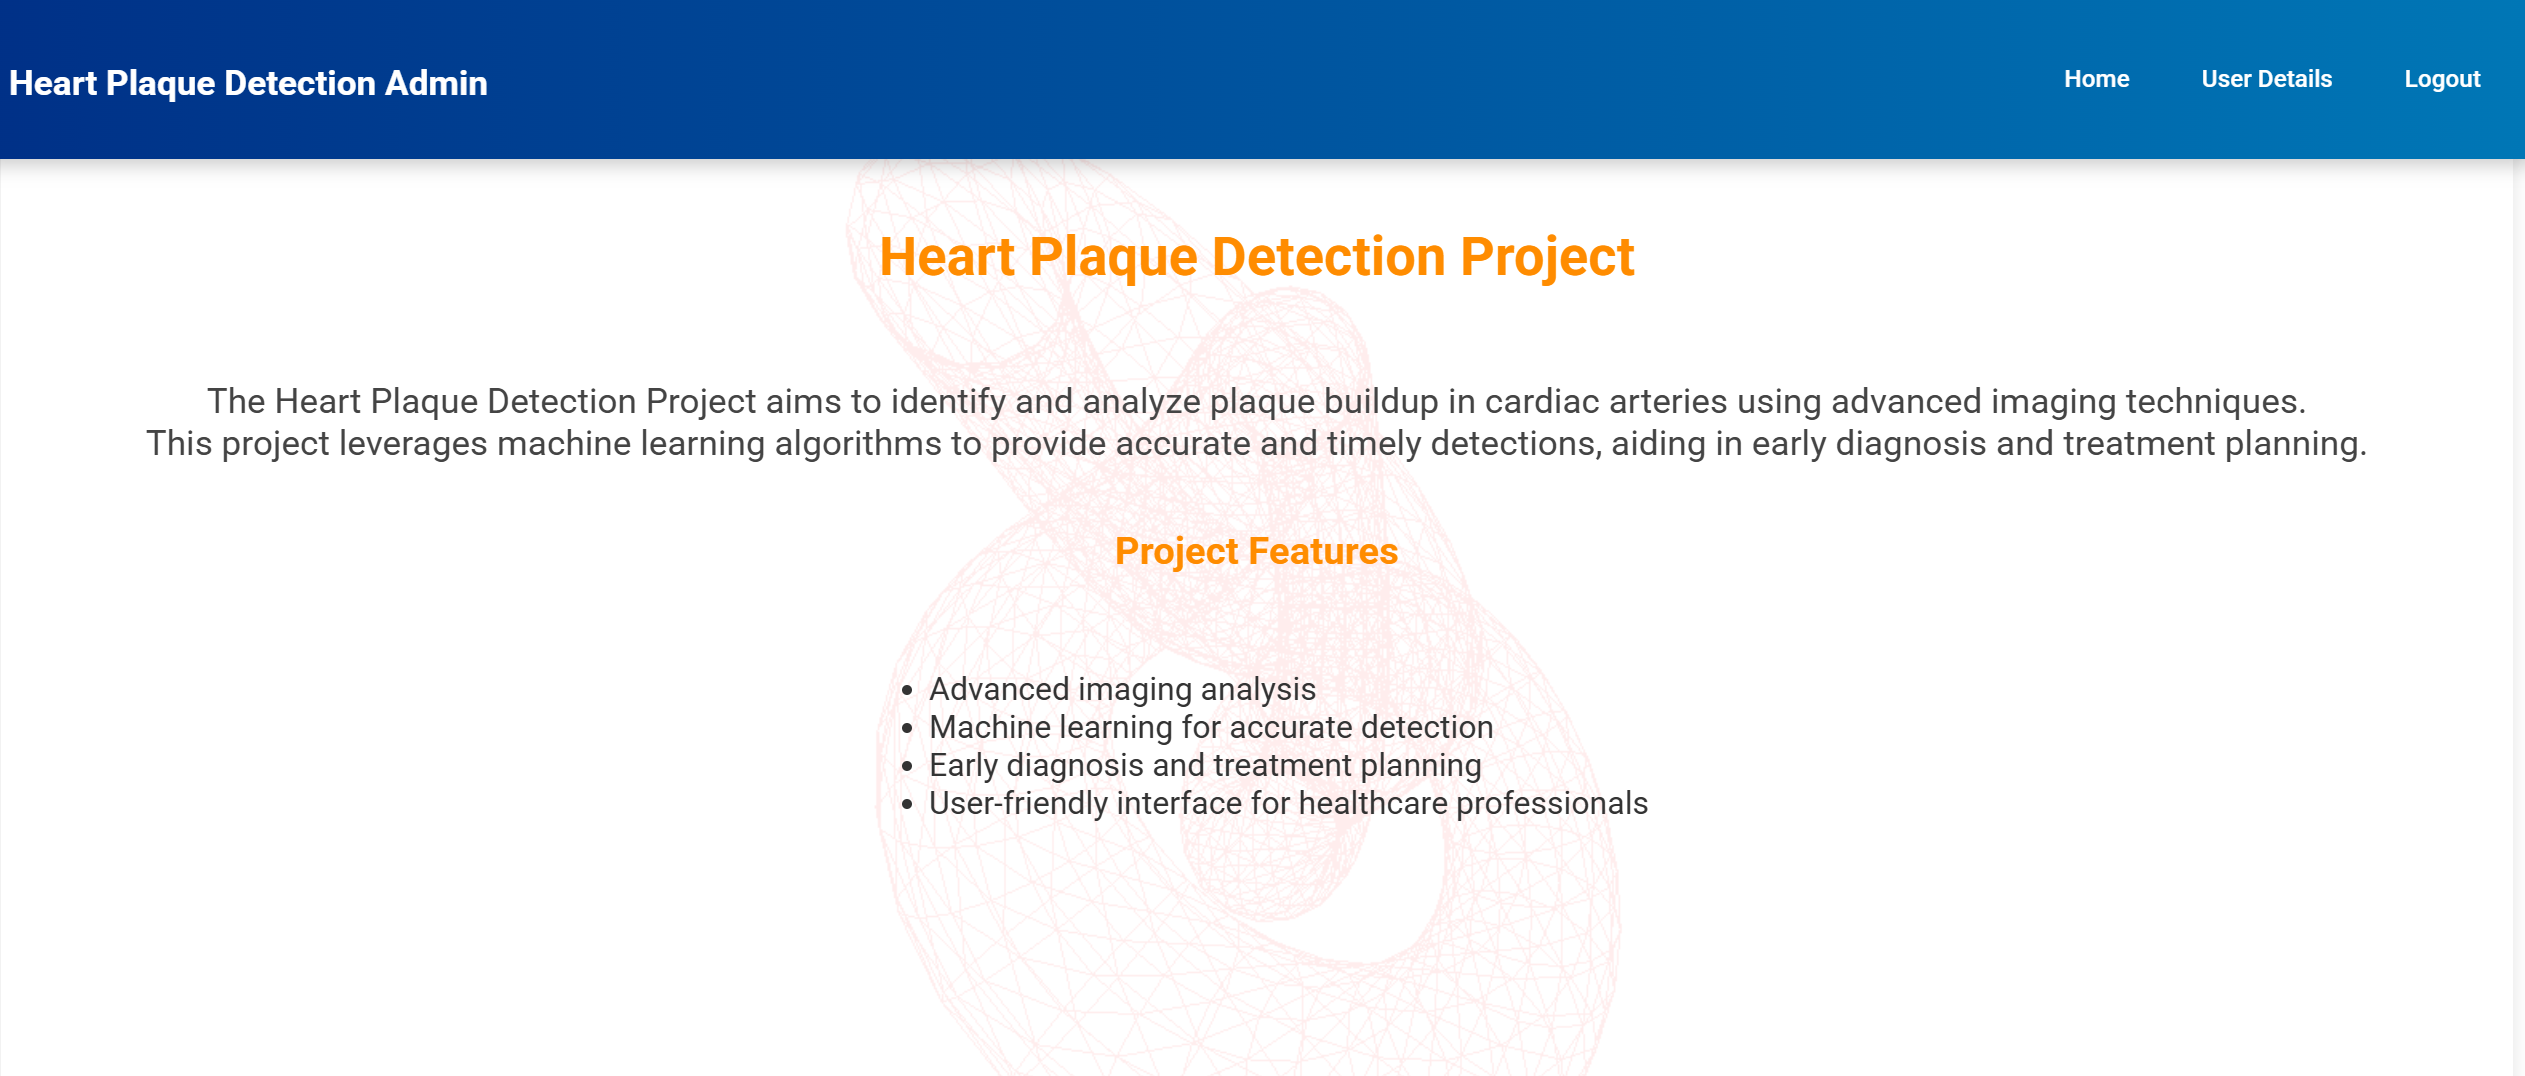 Heart Plaque Detection Admin
Home
User Details
Logout
Heart Plaque Detection Project
The Heart Plaque Detection Project aims to identify and analyze plaque buildup in cardiac arteries using advanced imaging techniques.
This project leverages machine learning algorithms to provide accurate and timely detections, aiding in early diagnosis and treatment planning.
Project Features
• Advanced imaging analysis
• Machine learning for accurate detection
• Early diagnosis and treatment planning
• User-friendly interface for healthcare professionals